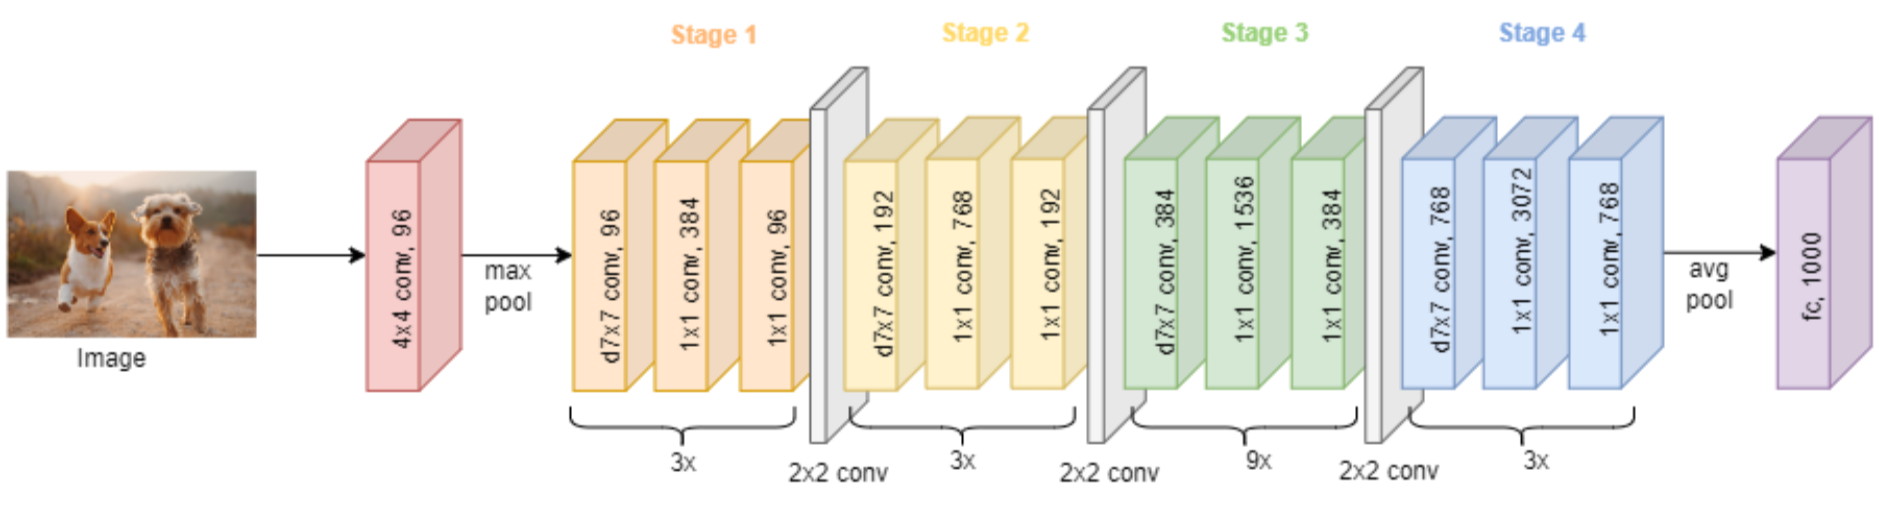 Stage 1
Stage 2
Stage 3
Stage 4
Image
4x4 conv, 96
max
pool
d7x7 conv, 96
1x1 conv, 384
1x1 conv, 96
3x
2x2 conv
d7x7 conv, 192
1x1 conv, 768
1x1 conv, 192
3x
2x2 conv
d7x7 conv, 384
1x1 conv, 1536
1x1 conv, 384
9x
2x2 conv
d7x7 conv, 768
1x1 conv, 3072
1x1 conv, 768
3x
avg
pool
fc, 1000